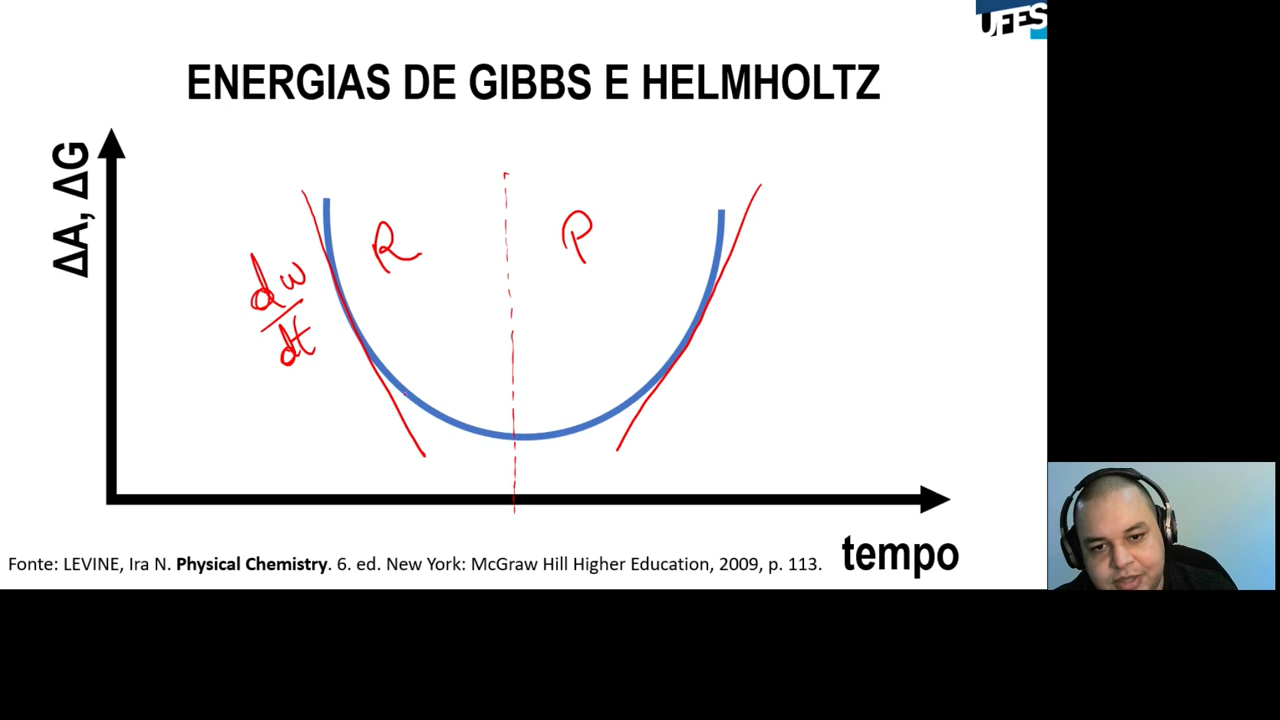 UFES
ENERGIAS DE GIBBS E HELMHOLTZ
ΔA, ΔG
R
P
dw
dt
tempo
Fonte: LEVINE, Ira N. Physical Chemistry. 6. ed. New York: McGraw Hill Higher Education, 2009, p. 113.